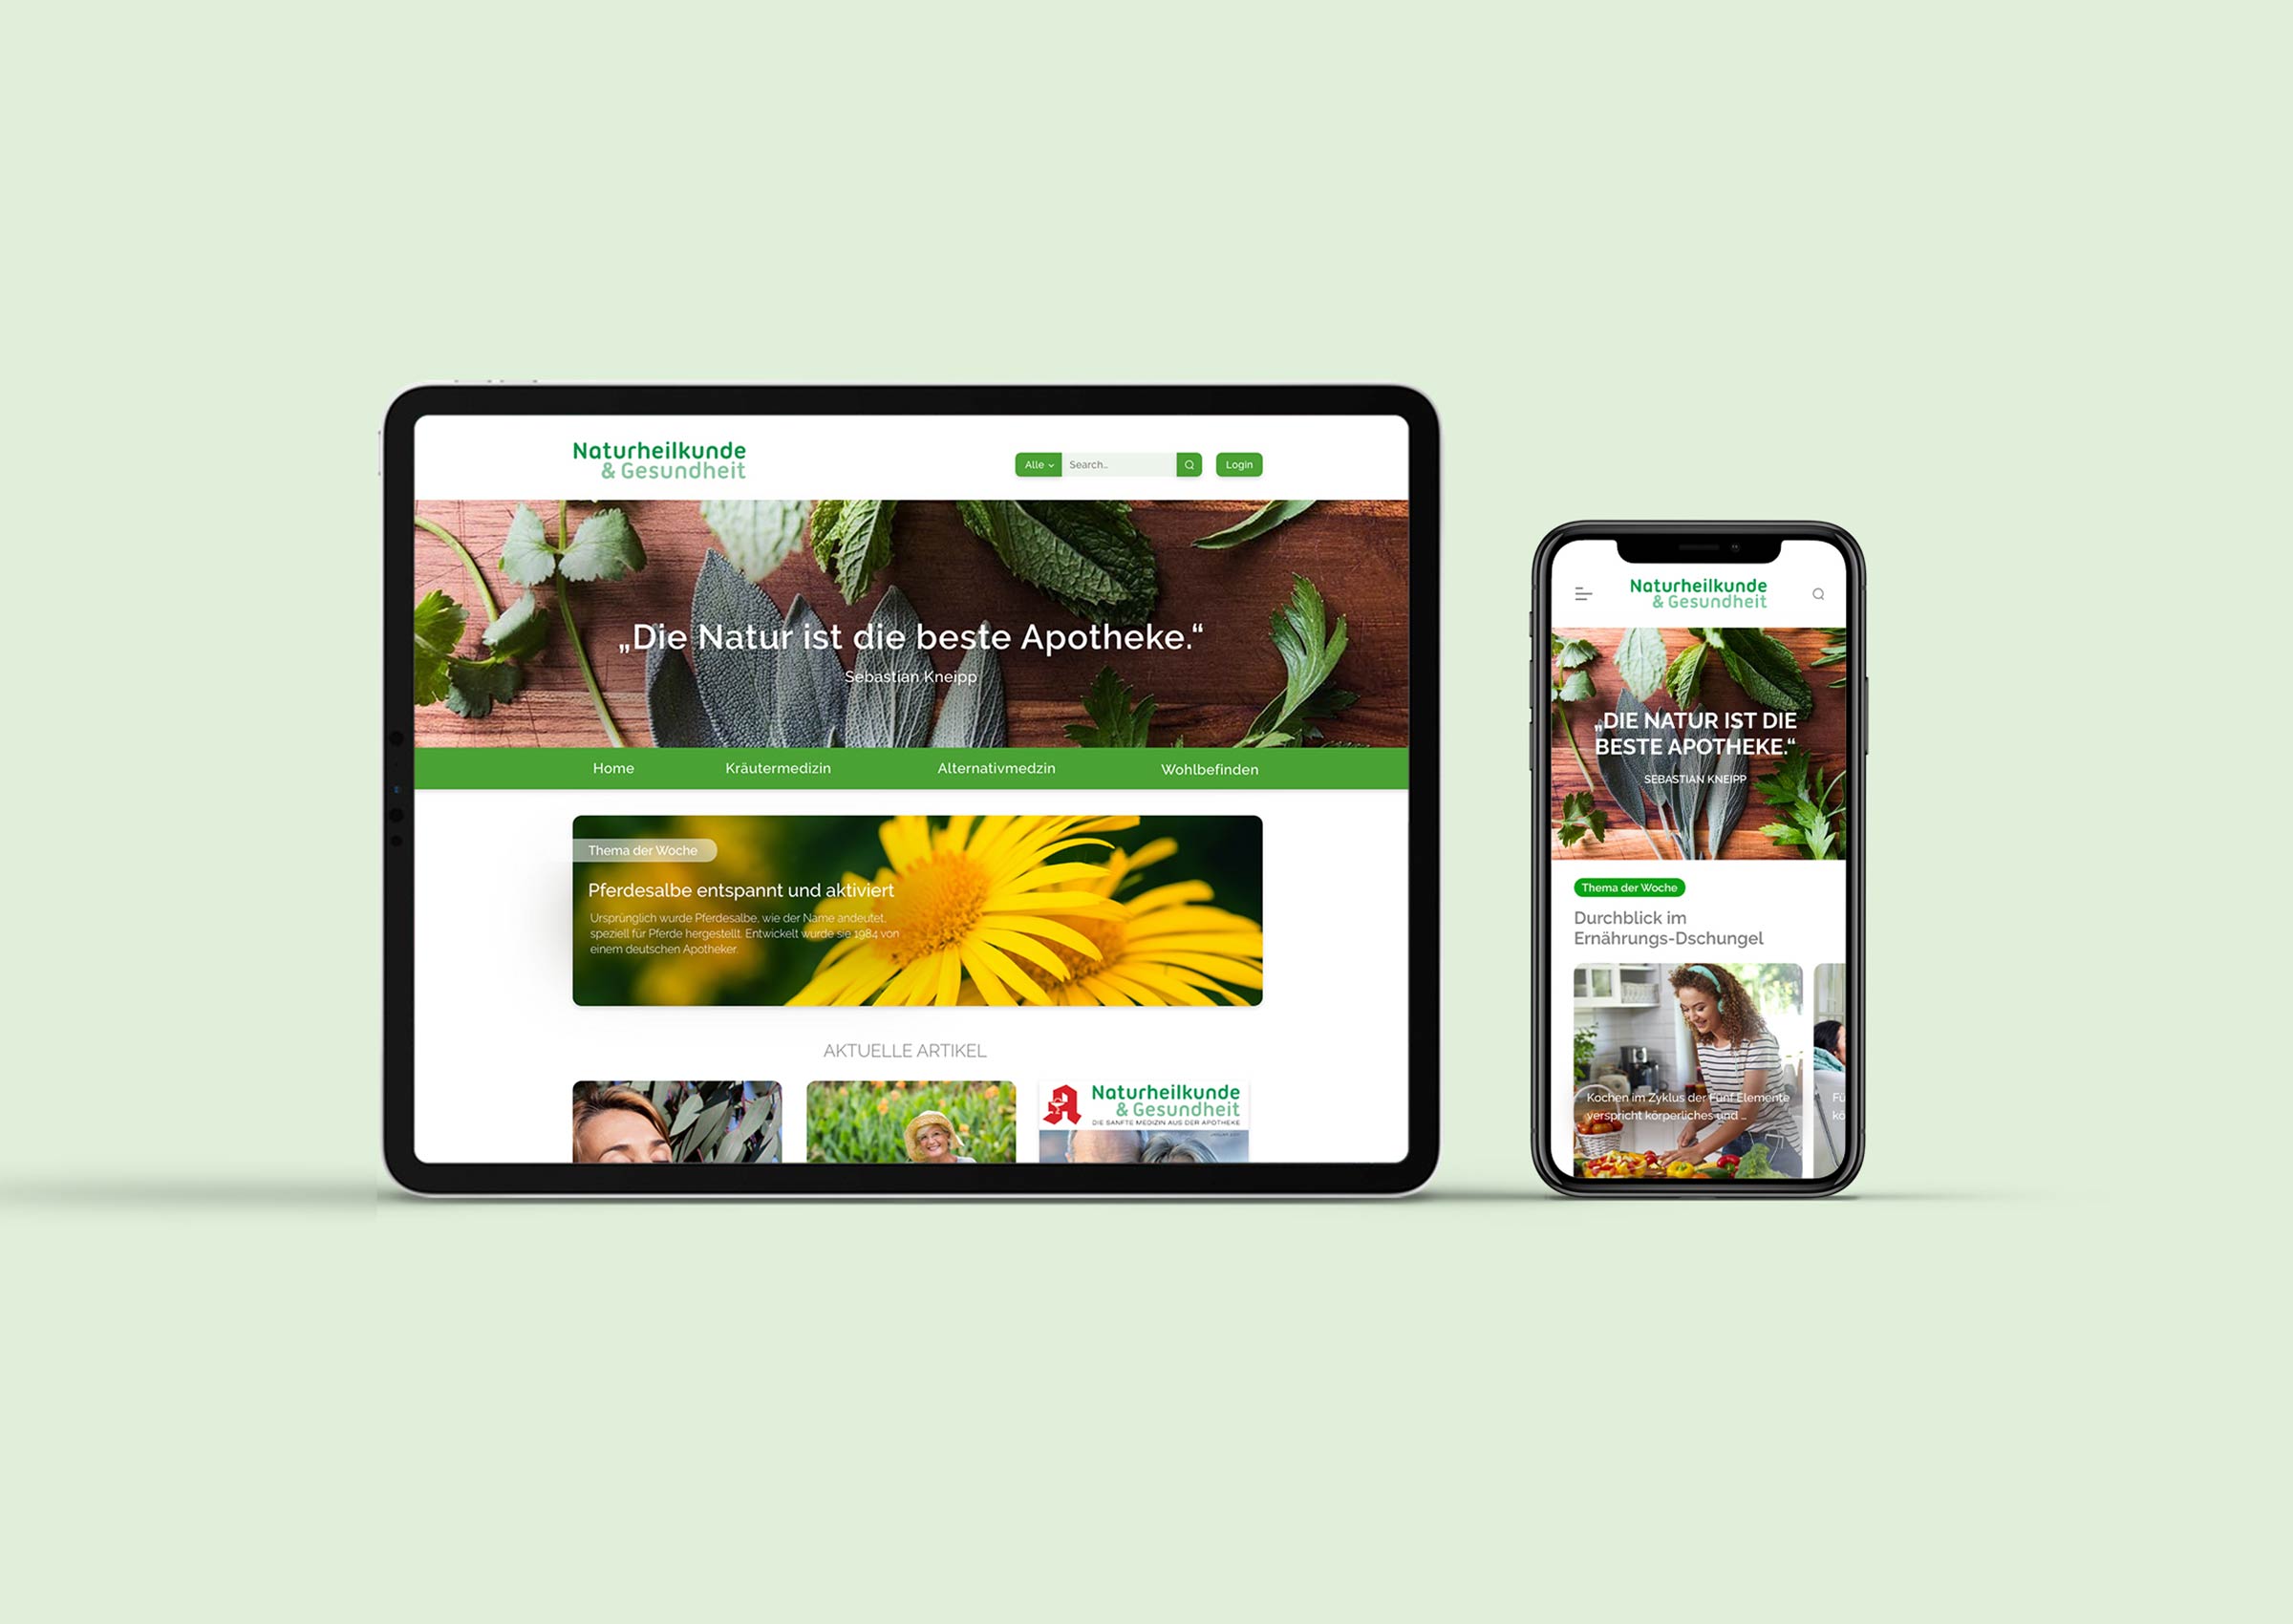 Naturheilkunde
& Gesundheit
Alle
Search...
Login
„Die Natur ist die beste Apotheke.“
Sebastian Kneipp
Home
Kräutermedizin
Alternativmedzin
Wohlbefinden
Thema der Woche
Pferdesalbe entspannt und aktiviert
Ursprünglich wurde Pferdesalbe, wie der Name andeutet,
speziell für Pferde hergestellt. Entwickelt wurde sie 1984 von
einem deutschen Apotheker.
AKTUELLE ARTIKEL
Naturheilkunde
& Gesundheit
DIE SANFTE MEDIZIN AUS DER APOTHEKE
Naturheilkunde
& Gesundheit
„DIE NATUR IST DIE
BESTE APOTHEKE.“
SEBASTIAN KNEIPP
Thema der Woche
Durchblick im
Ernährungs-Dschungel
Kochen im Zyklus der Fünf Elemente
verspricht körperliches und ...
Fü
kö